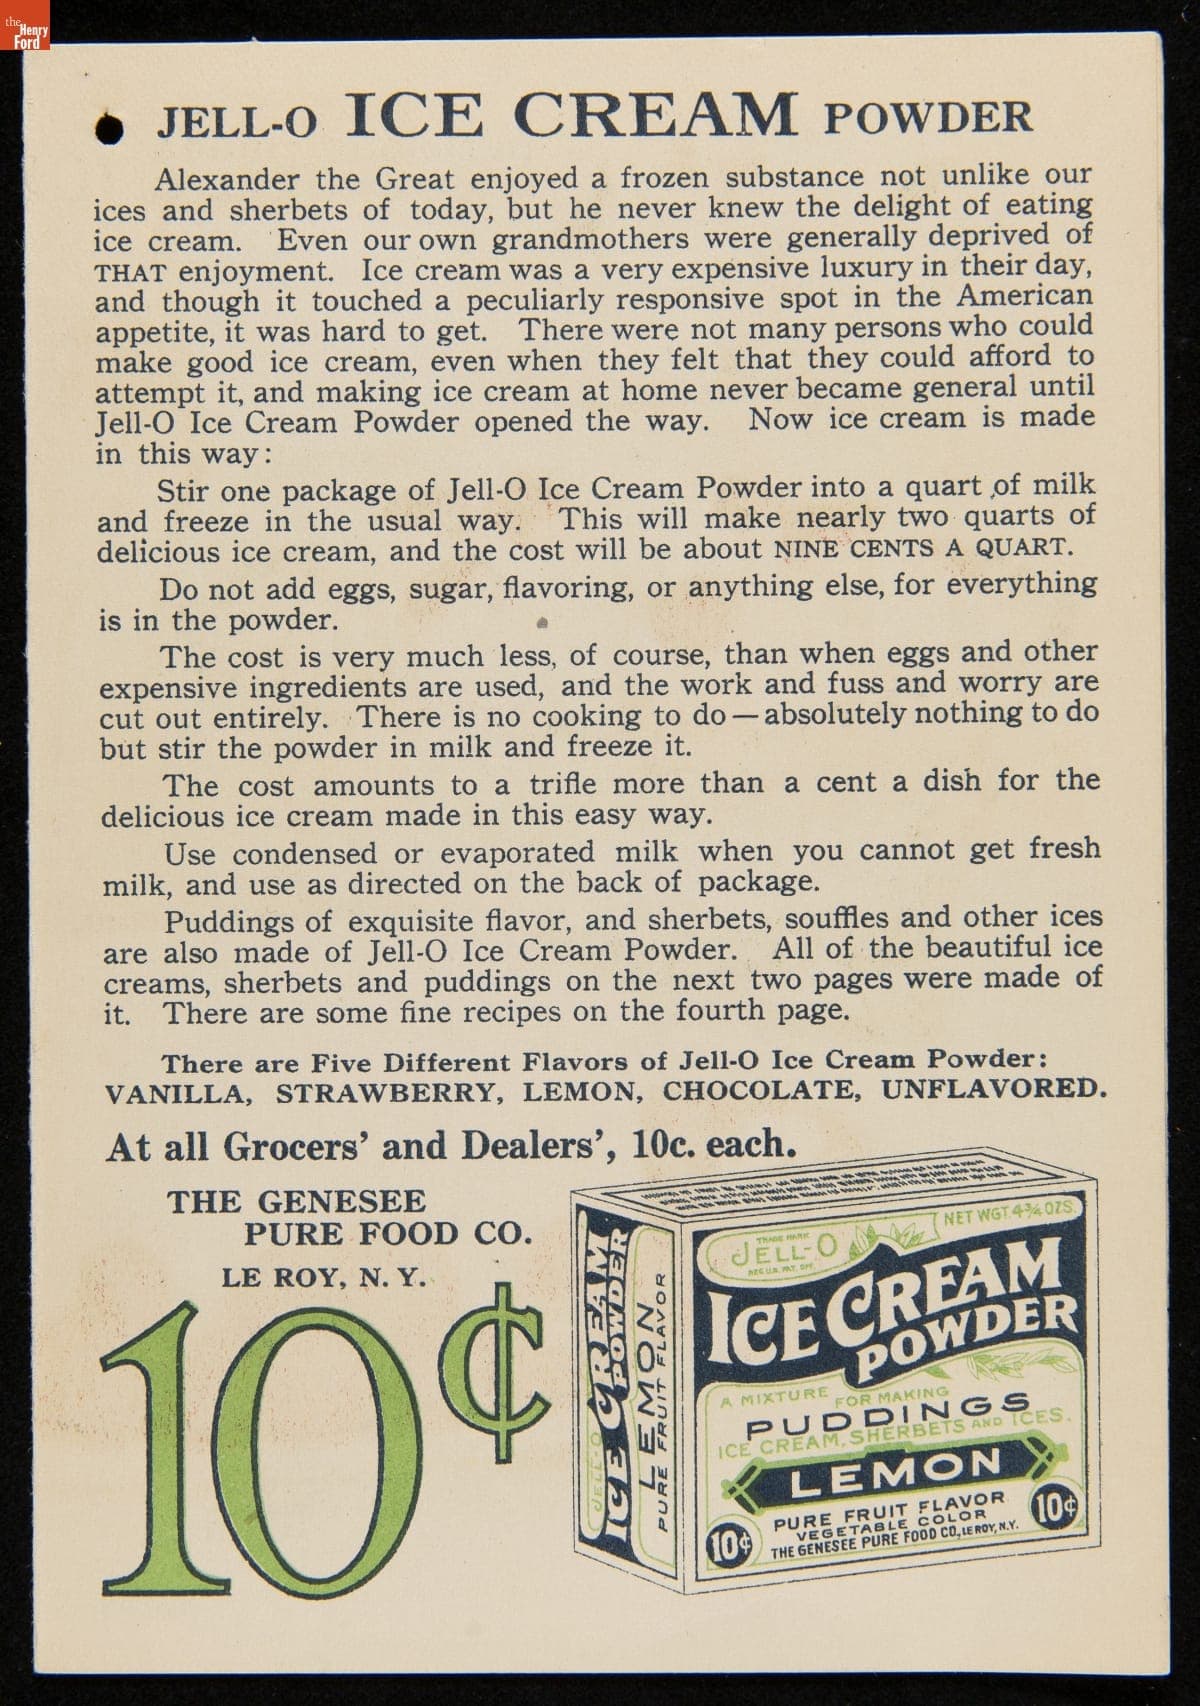 the
Henry
Ford
JELL-O ICE CREAM POWDER
Alexander the Great enjoyed a frozen substance not unlike our
ices and sherbets of today, but he never knew the delight of eating
ice cream. Even our own grandmothers were generally deprived of
THAT enjoyment. Ice cream was a very expensive luxury in their day,
and though it touched a peculiarly responsive spot in the American
appetite, it was hard to get. There were not many persons who could
make good ice cream, even when they felt that they could afford to
attempt it, and making ice cream at home never became general until
Jell-O Ice Cream Powder opened the way. Now ice cream is made
in this way:
Stir one package of Jell-O Ice Cream Powder into a quart of milk
and freeze in the usual way. This will make nearly two quarts of
delicious ice cream, and the cost will be about NINE CENTS A QUART.
Do not add eggs, sugar, flavoring, or anything else, for everything
is in the powder.
The cost is very much less, of course, than when eggs and other
expensive ingredients are used, and the work and fuss and worry are
cut out entirely. There is no cooking to do — absolutely nothing to do
but stir the powder in milk and freeze it.
The cost amounts to a trifle more than a cent a dish for the
delicious ice cream made in this easy way.
Use condensed or evaporated milk when you cannot get fresh
milk, and use as directed on the back of package.
Puddings of exquisite flavor, and sherbets, souffles and other ices
are also made of Jell-O Ice Cream Powder. All of the beautiful ice
creams, sherbets and puddings on the next two pages were made of
it. There are some fine recipes on the fourth page.
There are Five Different Flavors of Jell-O Ice Cream Powder:
VANILLA, STRAWBERRY, LEMON, CHOCOLATE, UNFLAVORED.
At all Grocers' and Dealers', 10c. each.
THE GENESEE
PURE FOOD CO.
LE ROY, N. Y.
10¢
JELL-O
ICE CREAM
POWDER
LEMON
PURE FRUIT FLAVOR
NET WGT. 4¾ OZS.
TRADE MARK
JELL-O
REG. U.S. PAT. OFF.
ICE CREAM
POWDER
A MIXTURE FOR MAKING
PUDDINGS
ICE CREAM, SHERBETS AND ICES.
LEMON
PURE FRUIT FLAVOR
VEGETABLE COLOR
THE GENESEE PURE FOOD CO., LE ROY, N.Y.
10¢
10¢